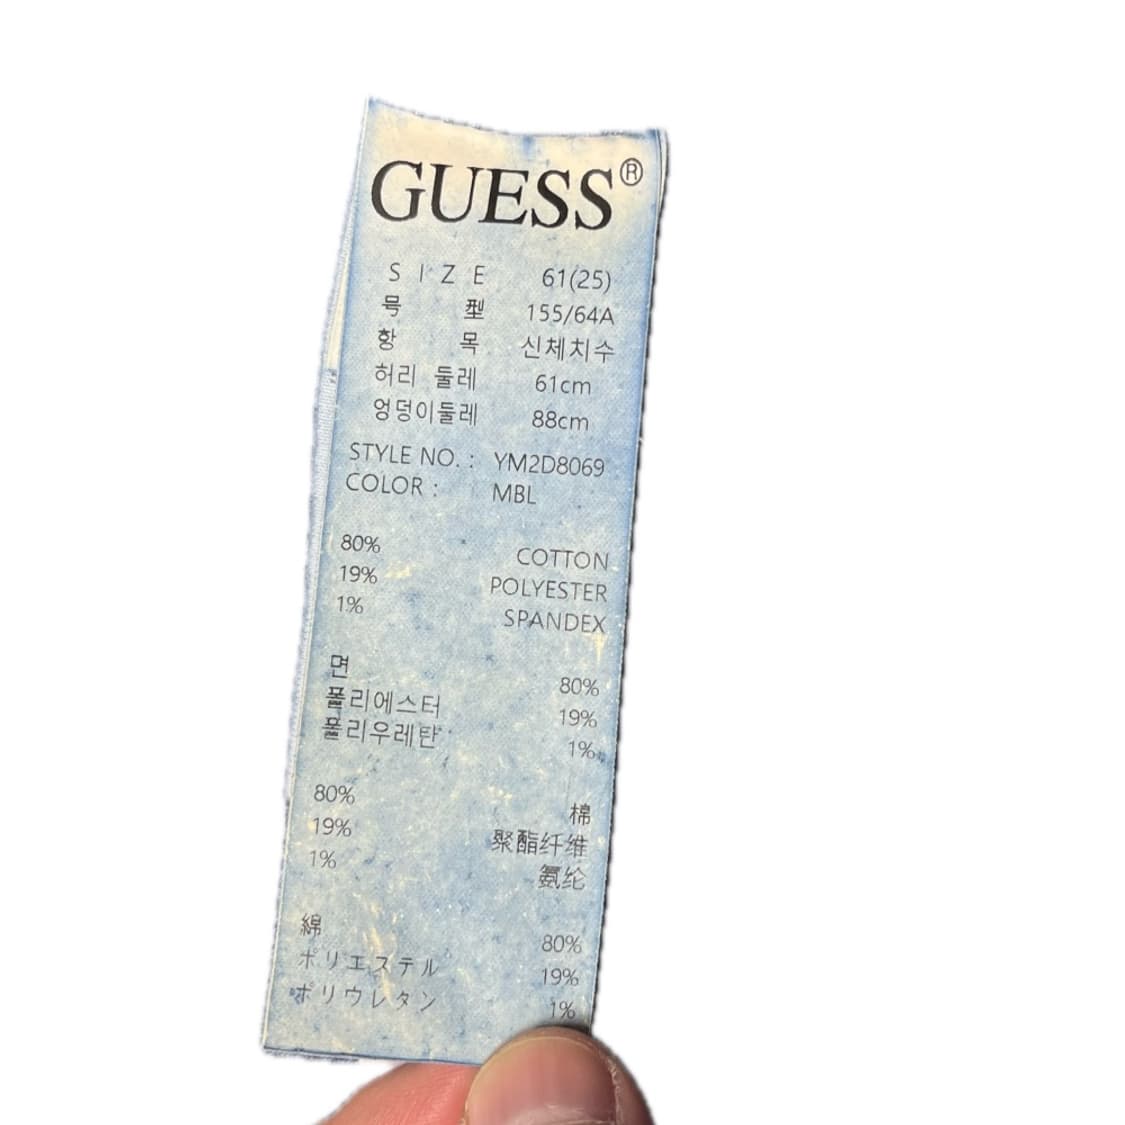 GUESS®
SIZE 61(25)
号型 155/64A
항목 신체치수
허리 둘레 61cm
엉덩이둘레 88cm
STYLE NO. : YM2D8069
COLOR : MBL
80% COTTON
19% POLYESTER
1% SPANDEX
면 80%
폴리에스터 19%
폴리우레탄 1%
80% 棉
19% 聚酯纤维
1% 氨纶
綿 80%
ポリエステル 19%
ポリウレタン 1%